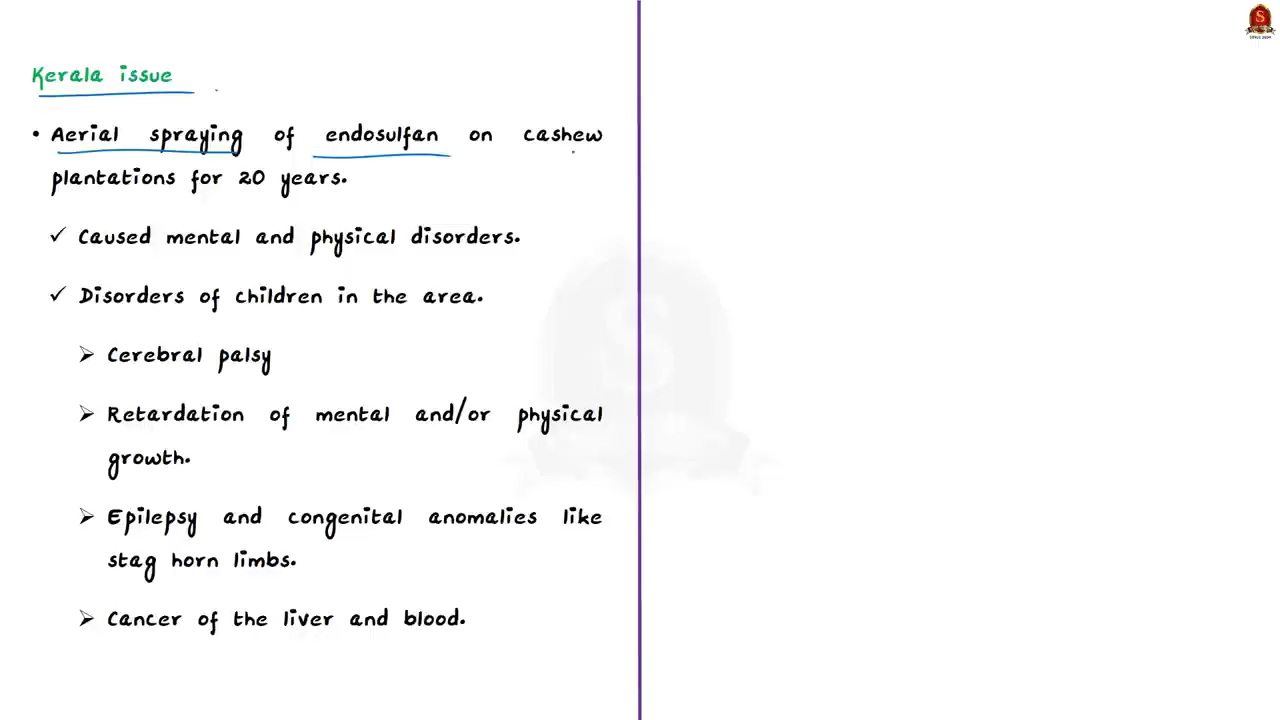 Kerala issue
• Aerial spraying of endosulfan on cashew
plantations for 20 years.
✓ Caused mental and physical disorders.
✓ Disorders of children in the area.
➢ Cerebral palsy
➢ Retardation of mental and/or physical
growth.
➢ Epilepsy and congenital anomalies like
stag horn limbs.
➢ Cancer of the liver and blood.